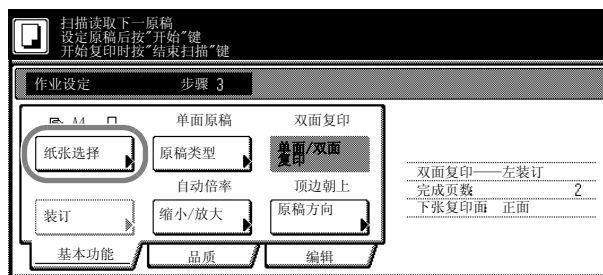 扫描读取下一原稿
设定原稿后按"开始"键
开始复印时按"结束扫描"键
作业设定 步骤 3
A4 单面原稿 双面复印
纸张选择 原稿类型 单面/双面
复印
自动倍率 顶边朝上
装订 缩小/放大 原稿方向
基本功能 品质 编辑
双面复印——左装订
完成页数 2
下张复印面 正面